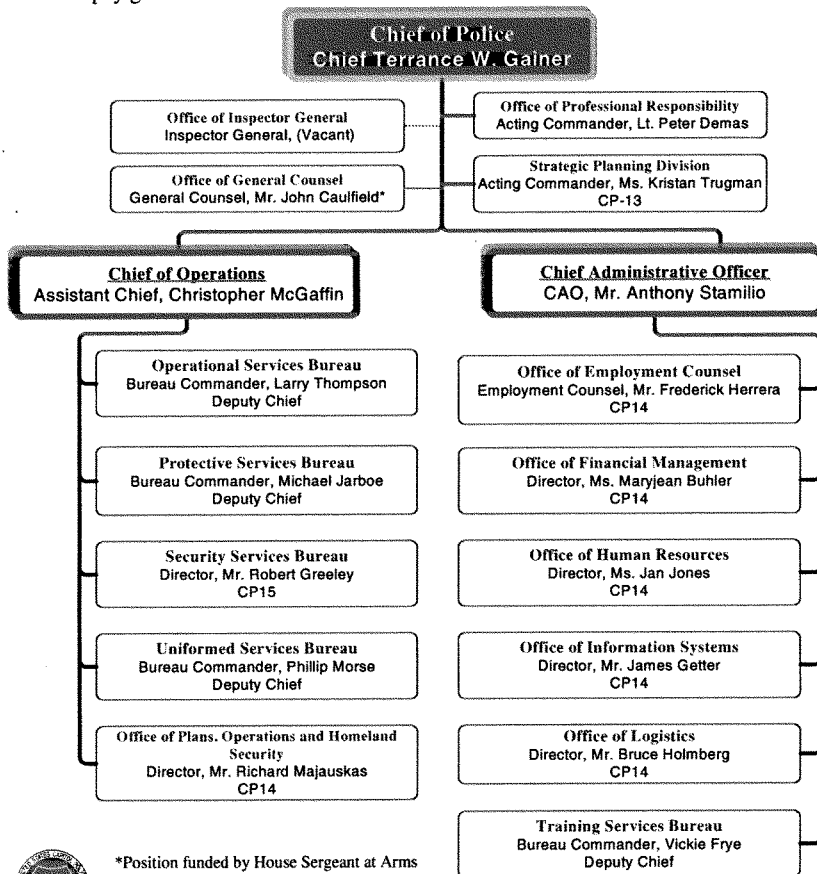 Chief of Police
Chief Terrance W. Gainer
Office of Inspector General
Inspector General, (Vacant)
Office of Professional Responsibility
Acting Commander, Lt. Peter Demas
Office of General Counsel
General Counsel, Mr. John Caulfield*
Strategic Planning Division
Acting Commander, Ms. Kristan Trugman
CP-13
Chief of Operations
Assistant Chief, Christopher McGaffin
Chief Administrative Officer
CAO, Mr. Anthony Stamilio
Operational Services Bureau
Bureau Commander, Larry Thompson
Deputy Chief
Protective Services Bureau
Bureau Commander, Michael Jarboe
Deputy Chief
Security Services Bureau
Director, Mr. Robert Greeley
CP15
Uniformed Services Bureau
Bureau Commander, Phillip Morse
Deputy Chief
Office of Plans. Operations and Homeland
Security
Director, Mr. Richard Majauskas
CP14
Office of Employment Counsel
Employment Counsel, Mr. Frederick Herrera
CP14
Office of Financial Management
Director, Ms. Maryjean Buhler
CP14
Office of Human Resources
Director, Ms. Jan Jones
CP14
Office of Information Systems
Director, Mr. James Getter
CP14
Office of Logistics
Director, Mr. Bruce Holmberg
CP14
Training Services Bureau
Bureau Commander, Vickie Frye
Deputy Chief
*Position funded by House Sergeant at Arms